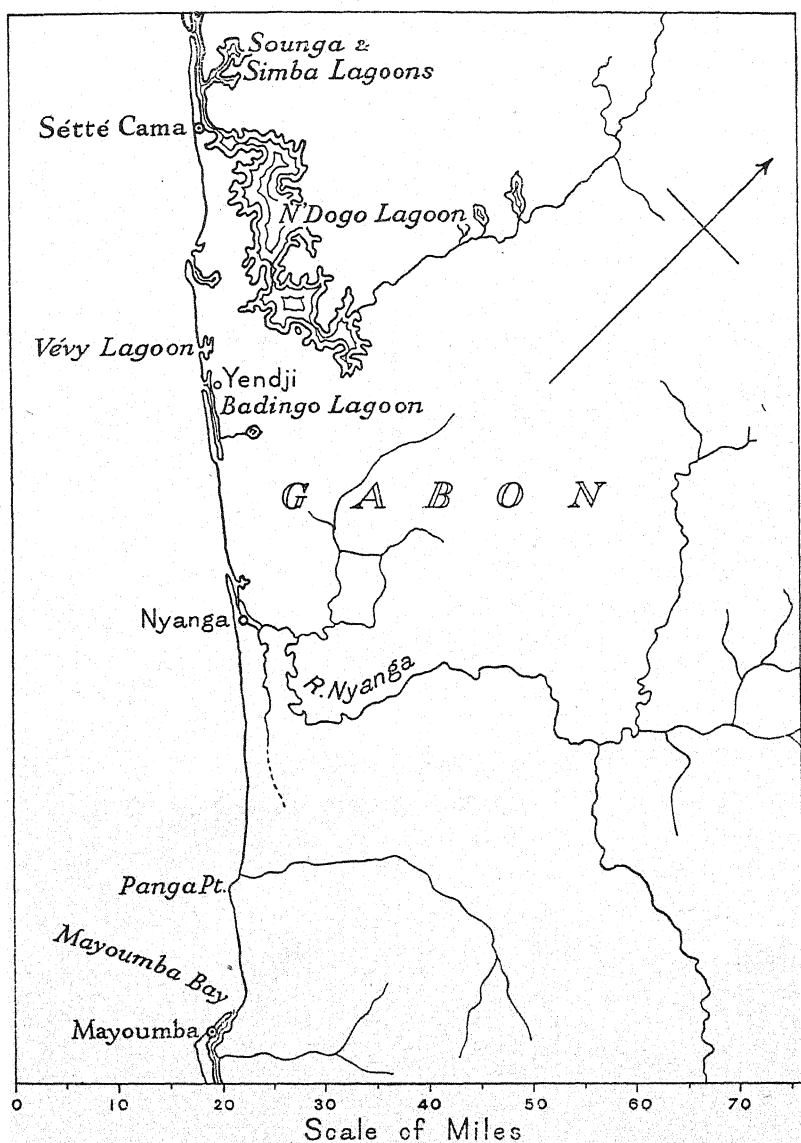 Sounga &
Simba Lagoons
Sétté Cama
N'Dogo Lagoon
Vévy Lagoon
Yendji
Badingo Lagoon
GABON
Nyanga
R. Nyanga
Panga Pt.
Mayoumba Bay
Mayoumba
0 10 20 30 40 50 60 70
Scale of Miles